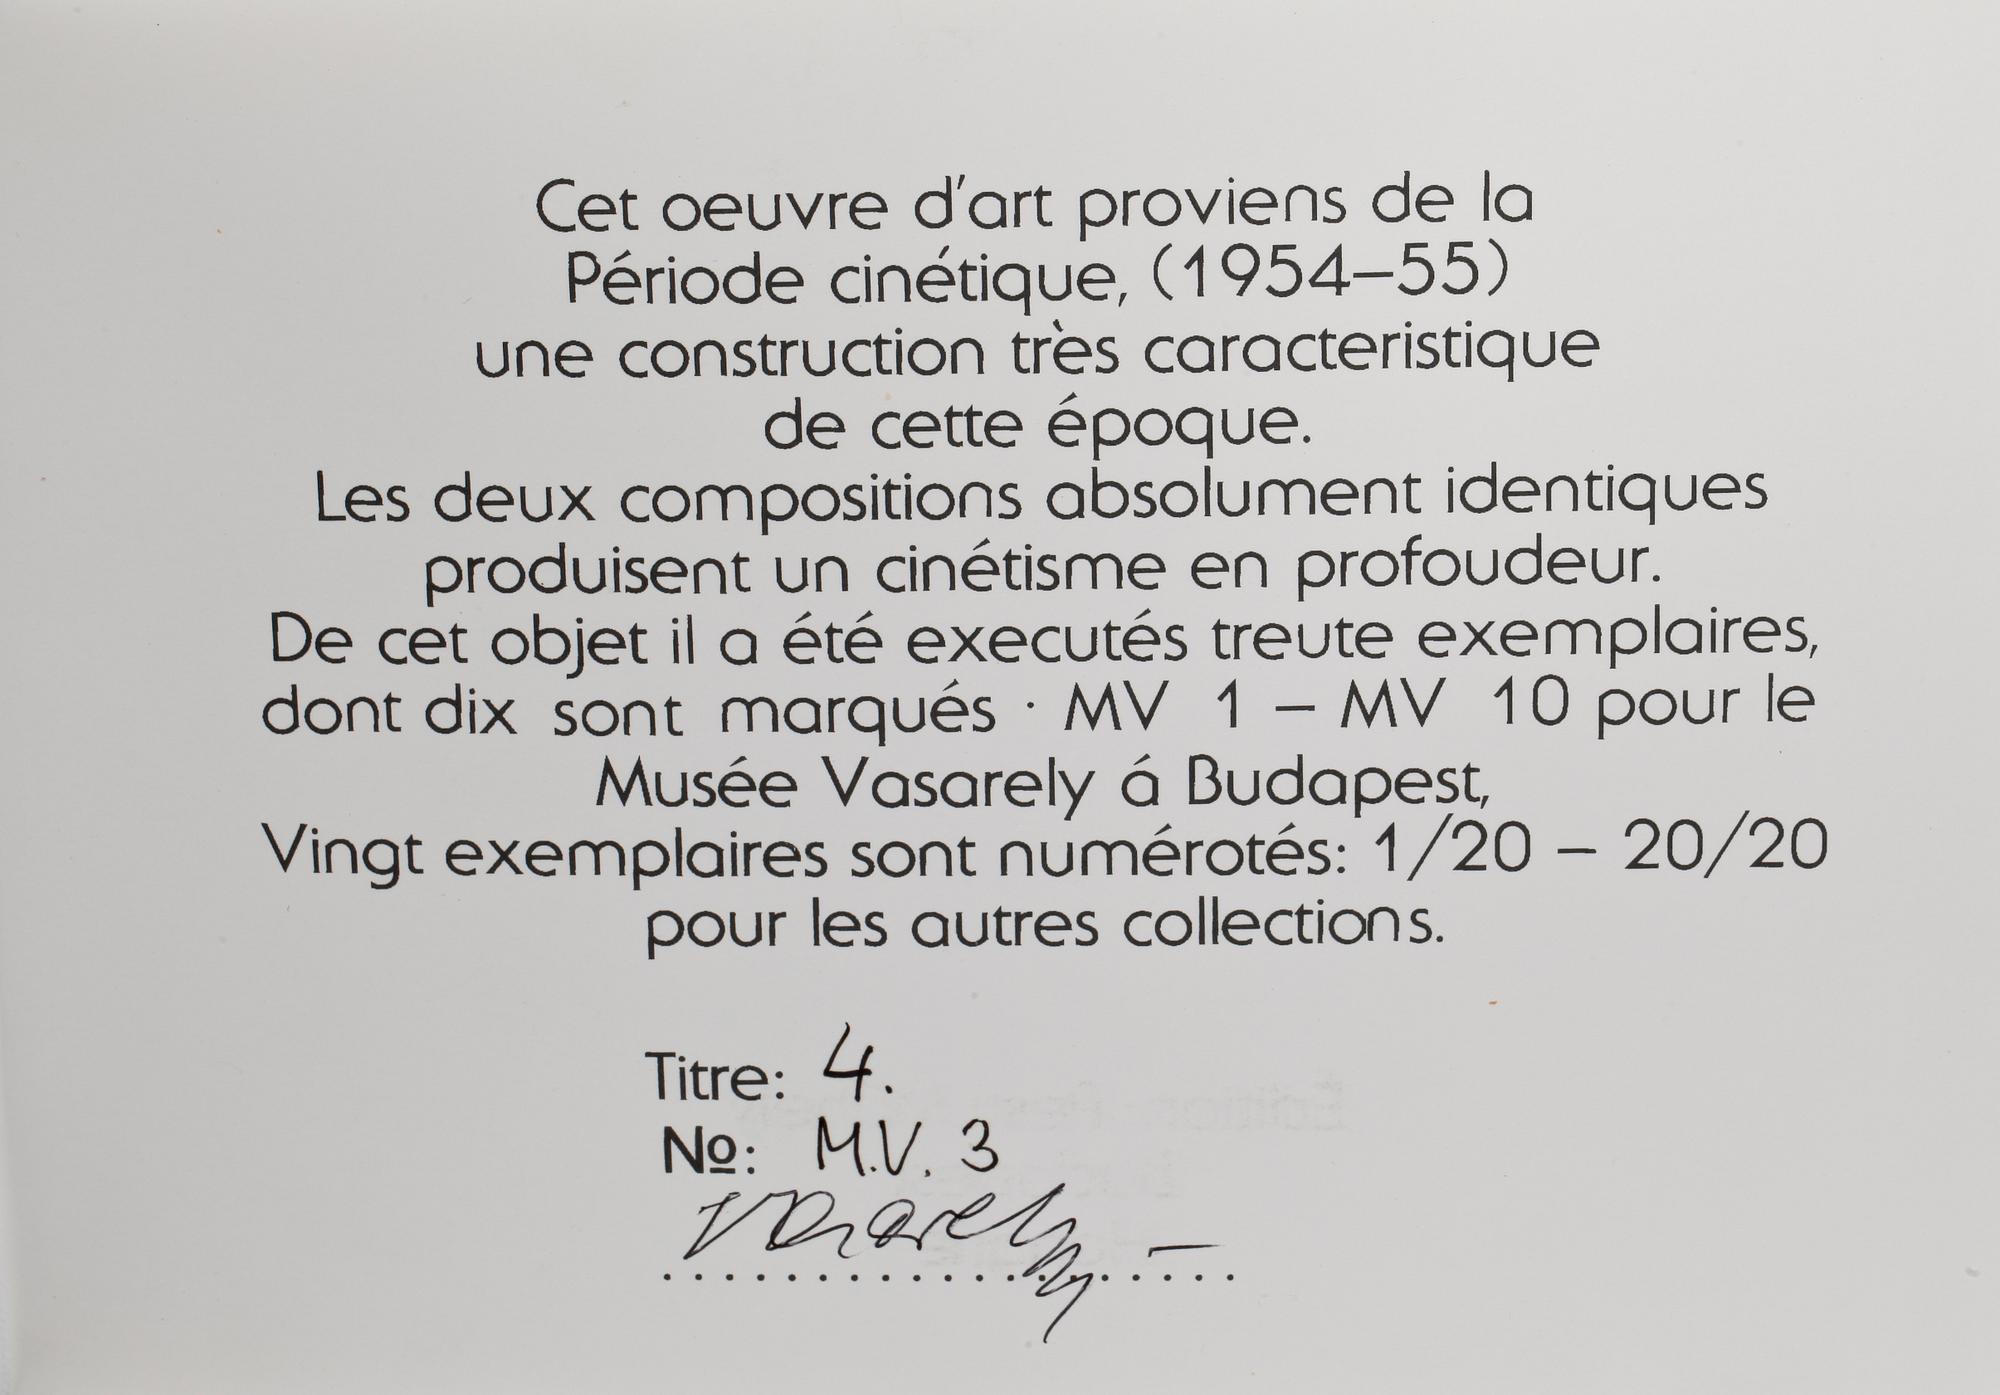 Cet oeuvre d'art proviens de la
Période cinétique, (1954–55)
une construction très caracteristique
de cette époque.
Les deux compositions absolument identiques
produisent un cinétisme en profoudeur.
De cet objet il a été executés treute exemplaires,
dont dix sont marqués · MV 1 – MV 10 pour le
Musée Vasarely á Budapest,
Vingt exemplaires sont numérotés: 1/20 – 20/20
pour les autres collections.
Titre: 4.
No: M.V. 3
Vasarely –